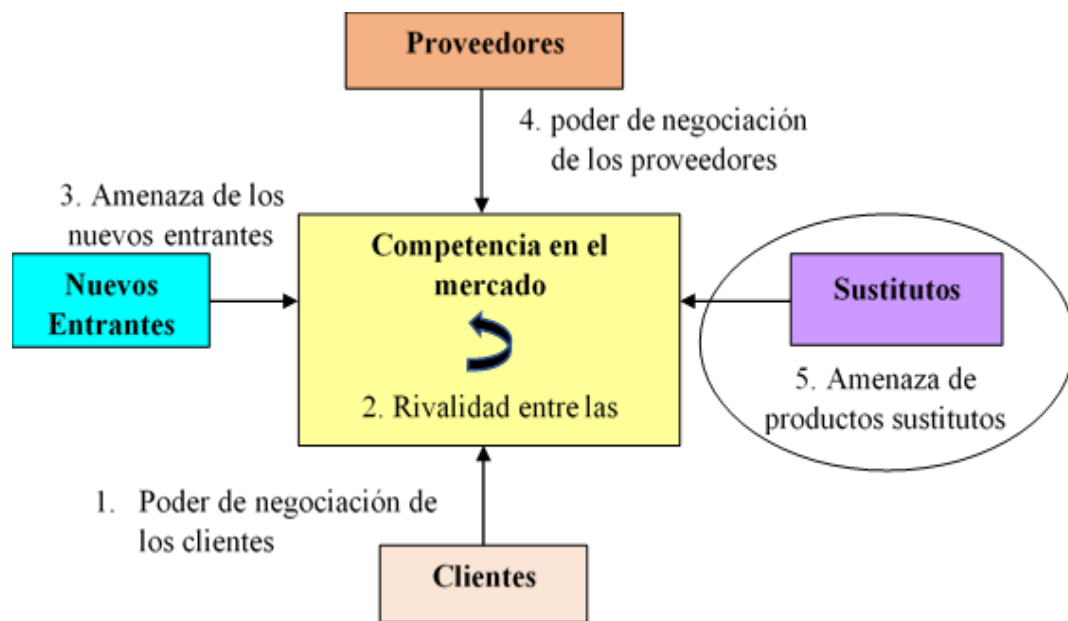 Proveedores
4. poder de negociación
de los proveedores
3. Amenaza de los
nuevos entrantes
Nuevos
Entrantes
Competencia en el
mercado
2. Rivalidad entre las
Sustitutos
5. Amenaza de
productos sustitutos
1. Poder de negociación de
los clientes
Clientes